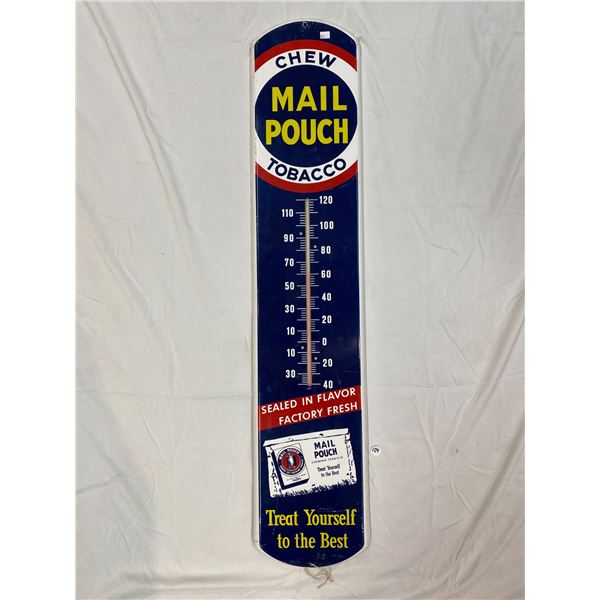 CHEW
MAIL
POUCH
TOBACCO
120
110
100
90
80
70
60
50
40
30
20
10
0
10
20
30
40
SEALED IN FLAVOR
FACTORY FRESH
MAIL
POUCH
CHEWING TOBACCO
Treat Yourself
to the Best
Treat Yourself
to the Best